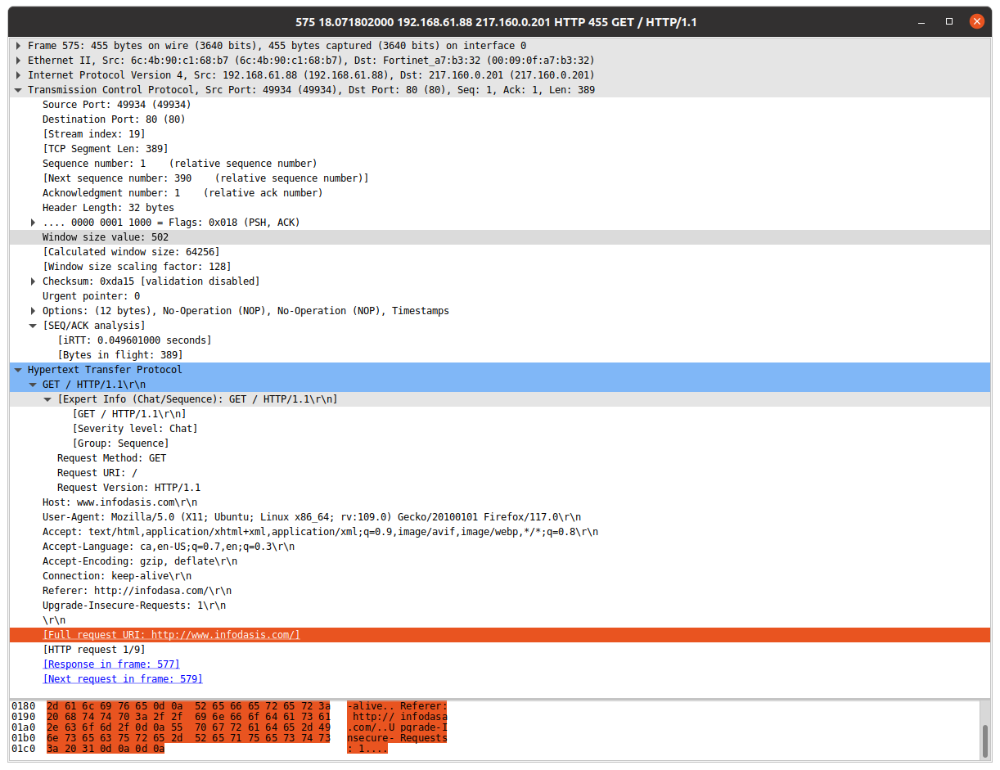 575 18.071802000 192.168.61.88 217.160.0.201 HTTP 455 GET / HTTP/1.1
Frame 575: 455 bytes on wire (3640 bits), 455 bytes captured (3640 bits) on interface 0
Ethernet II, Src: 6c:4b:90:c1:68:b7 (6c:4b:90:c1:68:b7), Dst: Fortinet_a7:b3:32 (00:09:0f:a7:b3:32)
Internet Protocol Version 4, Src: 192.168.61.88 (192.168.61.88), Dst: 217.160.0.201 (217.160.0.201)
Transmission Control Protocol, Src Port: 49934 (49934), Dst Port: 80 (80), Seq: 1, Ack: 1, Len: 389
Source Port: 49934 (49934)
Destination Port: 80 (80)
[Stream index: 19]
[TCP Segment Len: 389]
Sequence number: 1    (relative sequence number)
[Next sequence number: 390    (relative sequence number)]
Acknowledgment number: 1    (relative ack number)
Header Length: 32 bytes
.... 0000 0001 1000 = Flags: 0x018 (PSH, ACK)
Window size value: 502
[Calculated window size: 64256]
[Window size scaling factor: 128]
Checksum: 0xda15 [validation disabled]
Urgent pointer: 0
Options: (12 bytes), No-Operation (NOP), No-Operation (NOP), Timestamps
[SEQ/ACK analysis]
[iRTT: 0.049601000 seconds]
[Bytes in flight: 389]
Hypertext Transfer Protocol
GET / HTTP/1.1\r\n
[Expert Info (Chat/Sequence): GET / HTTP/1.1\r\n]
[GET / HTTP/1.1\r\n]
[Severity level: Chat]
[Group: Sequence]
Request Method: GET
Request URI: /
Request Version: HTTP/1.1
Host: www.infodasis.com\r\n
User-Agent: Mozilla/5.0 (X11; Ubuntu; Linux x86_64; rv:109.0) Gecko/20100101 Firefox/117.0\r\n
Accept: text/html,application/xhtml+xml,application/xml;q=0.9,image/avif,image/webp,*/*;q=0.8\r\n
Accept-Language: ca,en-US;q=0.7,en;q=0.3\r\n
Accept-Encoding: gzip, deflate\r\n
Connection: keep-alive\r\n
Referer: http://infodasa.com/\r\n
Upgrade-Insecure-Requests: 1\r\n
\r\n
[Full request URI: http://www.infodasis.com/]
[HTTP request 1/9]
[Response in frame: 577]
[Next request in frame: 579]
0180 2d 61 6c 69 76 65 0d 0a  52 65 66 65 72 65 72 3a -alive.. Referer:
0190 20 68 74 74 70 3a 2f 2f  69 6e 66 6f 64 61 73 61 http:// infodasa
01a0 2e 63 6f 6d 2f 0d 0a 55  70 67 72 61 64 65 2d 49 .com/..U pgrade-I
01b0 6e 73 65 63 75 72 65 2d  52 65 71 75 65 73 74 73 nsecure- Requests
01c0 3a 20 31 0d 0a 0d 0a : 1....